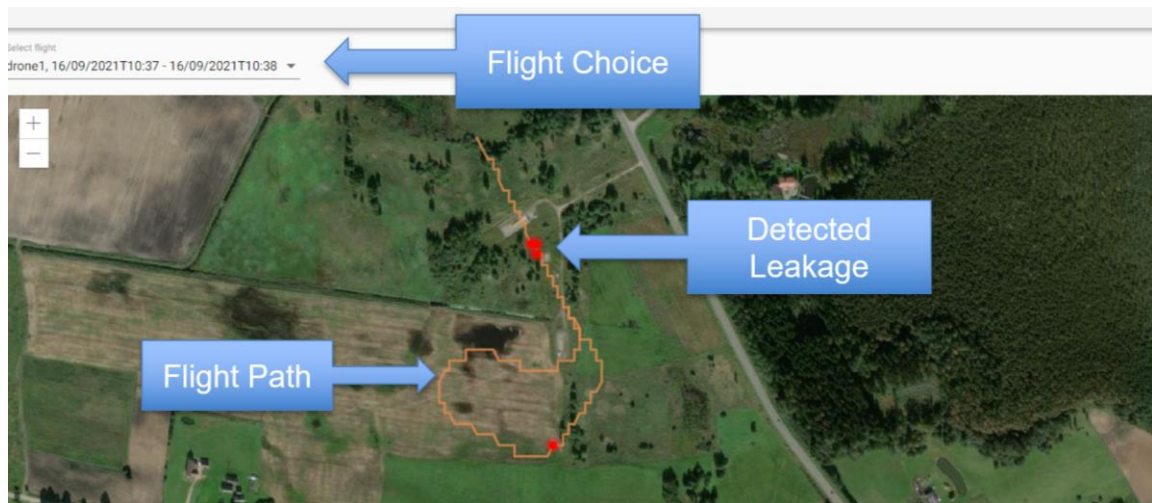 Select flight
drone1, 16/09/2021T10:37 - 16/09/2021T10:38
Flight Choice
+
−
Detected
Leakage
Flight Path